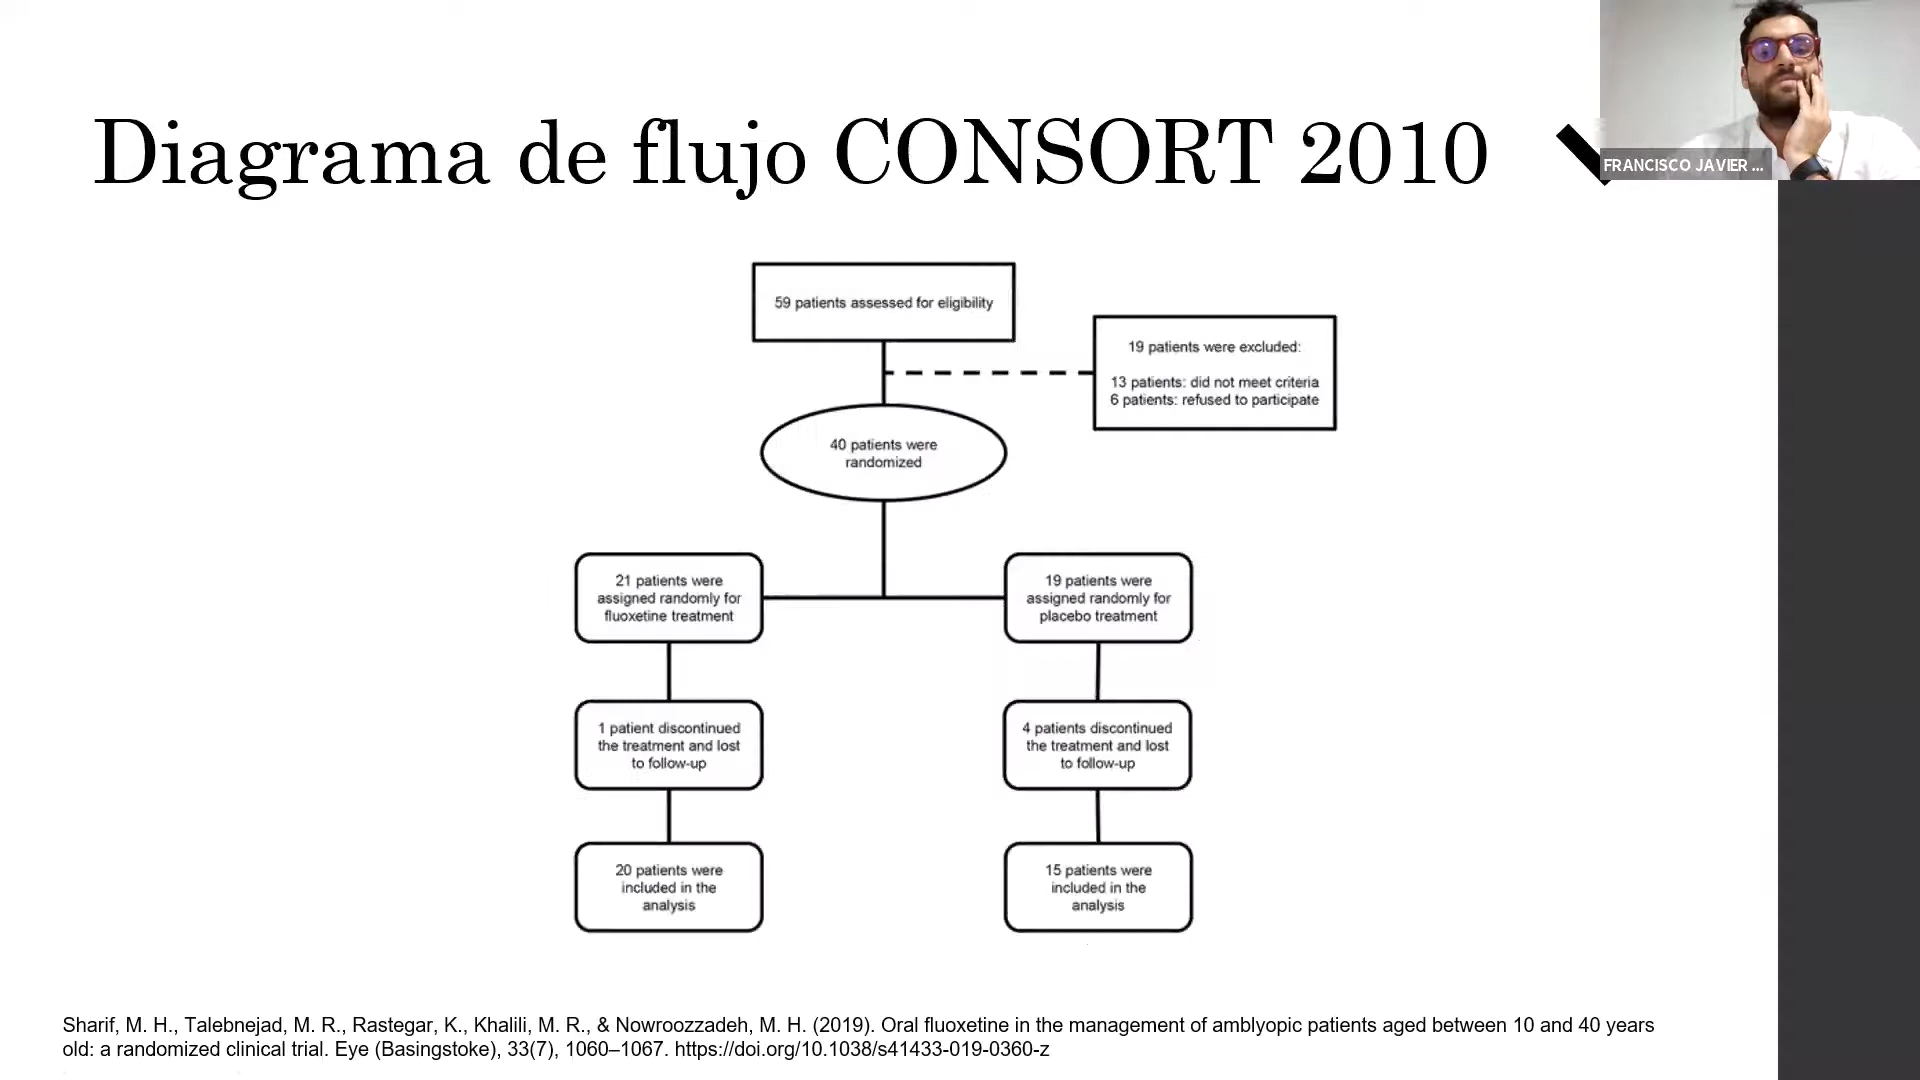 Diagrama de flujo CONSORT 2010
FRANCISCO JAVIER ...
59 patients assessed for eligibility
19 patients were excluded:
13 patients: did not meet criteria
6 patients: refused to participate
40 patients were
randomized
21 patients were
assigned randomly for
fluoxetine treatment
19 patients were
assigned randomly for
placebo treatment
1 patient discontinued
the treatment and lost
to follow-up
4 patients discontinued
the treatment and lost
to follow-up
20 patients were
included in the
analysis
15 patients were
included in the
analysis
Sharif, M. H., Talebnejad, M. R., Rastegar, K., Khalili, M. R., & Nowroozzadeh, M. H. (2019). Oral fluoxetine in the management of amblyopic patients aged between 10 and 40 years
old: a randomized clinical trial. Eye (Basingstoke), 33(7), 1060–1067. https://doi.org/10.1038/s41433-019-0360-z